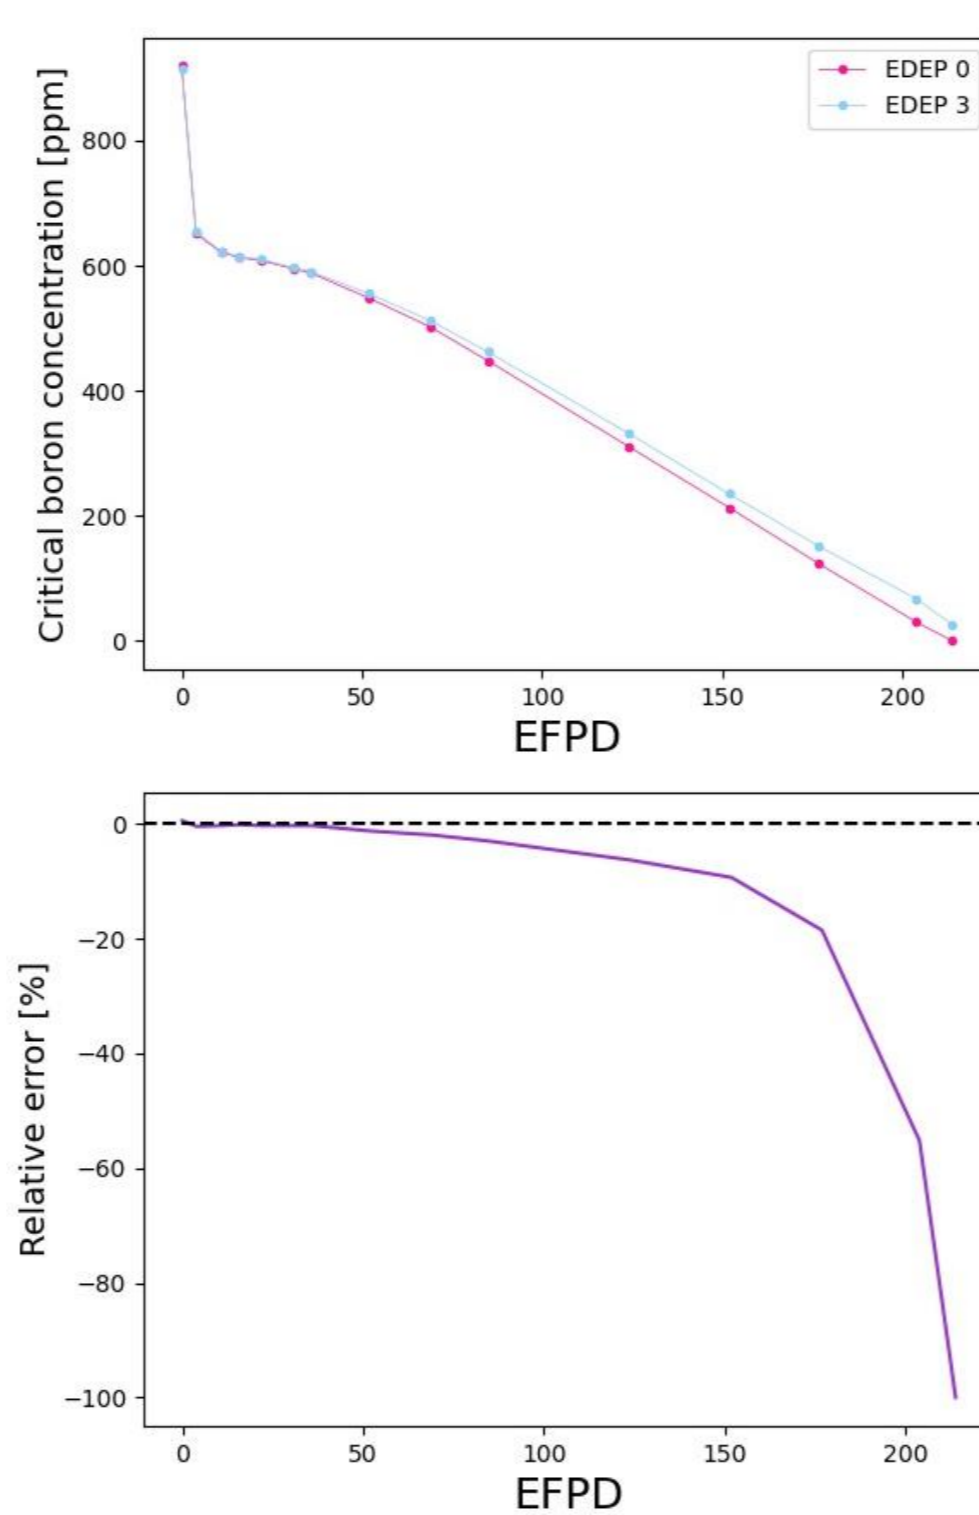 EDEP 0
EDEP 3
Critical boron concentration [ppm]
800
600
400
200
0
0 50 100 150 200
EFPD
Relative error [%]
0
−20
−40
−60
−80
−100
0 50 100 150 200
EFPD